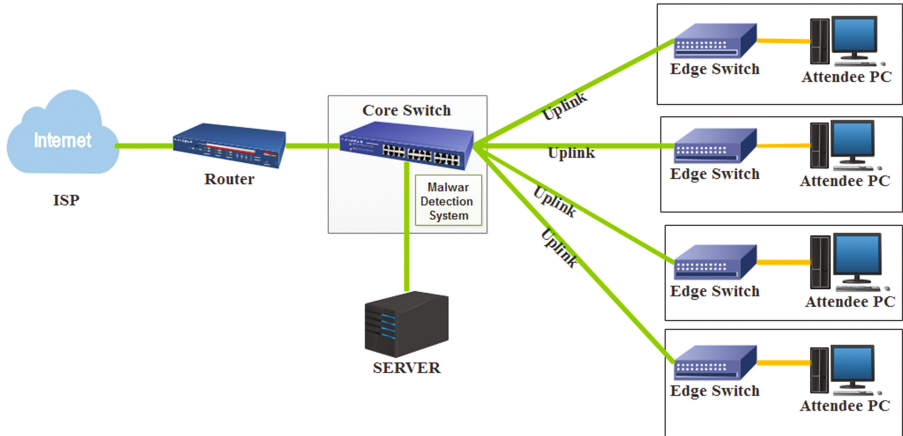 Internet
ISP
Router
Core Switch
Malwar
Detection
System
SERVER
Uplink
Uplink
Uplink
Uplink
Edge Switch
Attendee PC
Edge Switch
Attendee PC
Edge Switch
Attendee PC
Edge Switch
Attendee PC